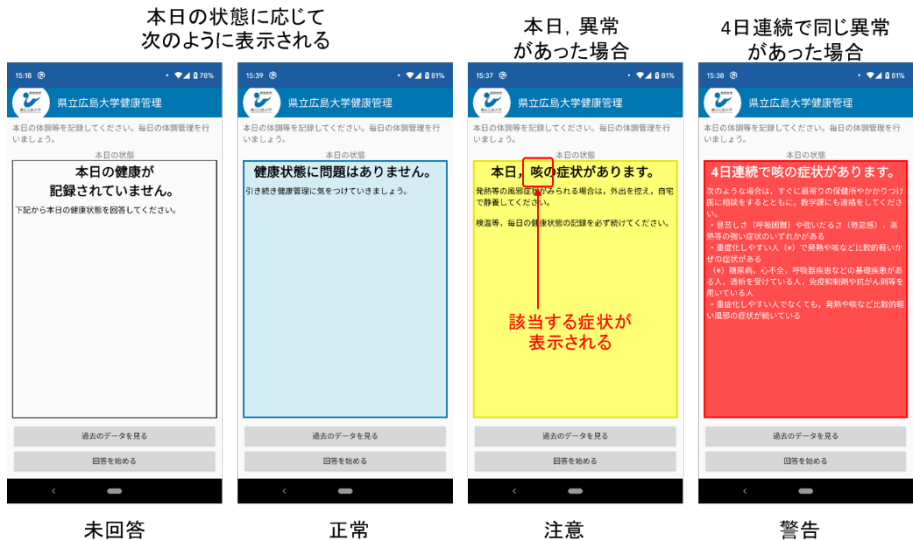 本日の状態に応じて
次のように表示される
本日，異常
があった場合
4日連続で同じ異常
があった場合
15:18
78%
県立広島大学健康管理
本日の体調等を記録してください。毎日の体調管理を行
いましょう。
本日の状態
本日の健康が
記録されていません。
下記から本日の健康状態を回答してください。
過去のデータを見る
回答を始める
未回答
15:39
81%
県立広島大学健康管理
本日の体調等を記録してください。毎日の体調管理を行
いましょう。
本日の状態
健康状態に問題はありません。
引き続き健康管理に気をつけていきましょう。
過去のデータを見る
回答を始める
正常
15:37
81%
県立広島大学健康管理
本日の体調等を記録してください。毎日の体調管理を行
いましょう。
本日の状態
本日，咳の症状があります。
発熱等の風邪症状がみられる場合は，外出を控え，自宅
で静養してください。
検温等，毎日の健康状態の記録を必ず続けてください。
該当する症状が
表示される
過去のデータを見る
回答を始める
注意
15:38
81%
県立広島大学健康管理
本日の体調等を記録してください。毎日の体調管理を行
いましょう。
本日の状態
4日連続で咳の症状があります。
次のような場合は，すぐに最寄りの保健所やかかりつけ
医に相談をするとともに，教学課にも連絡をしてくださ
い。
・息苦しさ（呼吸困難）や強いだるさ（倦怠感），高
熱等の強い症状のいずれかがある
・重症化しやすい人（※）で発熱や咳など比較的軽いか
ぜの症状がある
（※）糖尿病，心不全，呼吸器疾患などの基礎疾患があ
る人，透析を受けている人，免疫抑制剤や抗がん剤等を
用いている人
・重症化しやすい人でなくても，発熱や咳など比較的軽
い風邪の症状が続いている
過去のデータを見る
回答を始める
警告